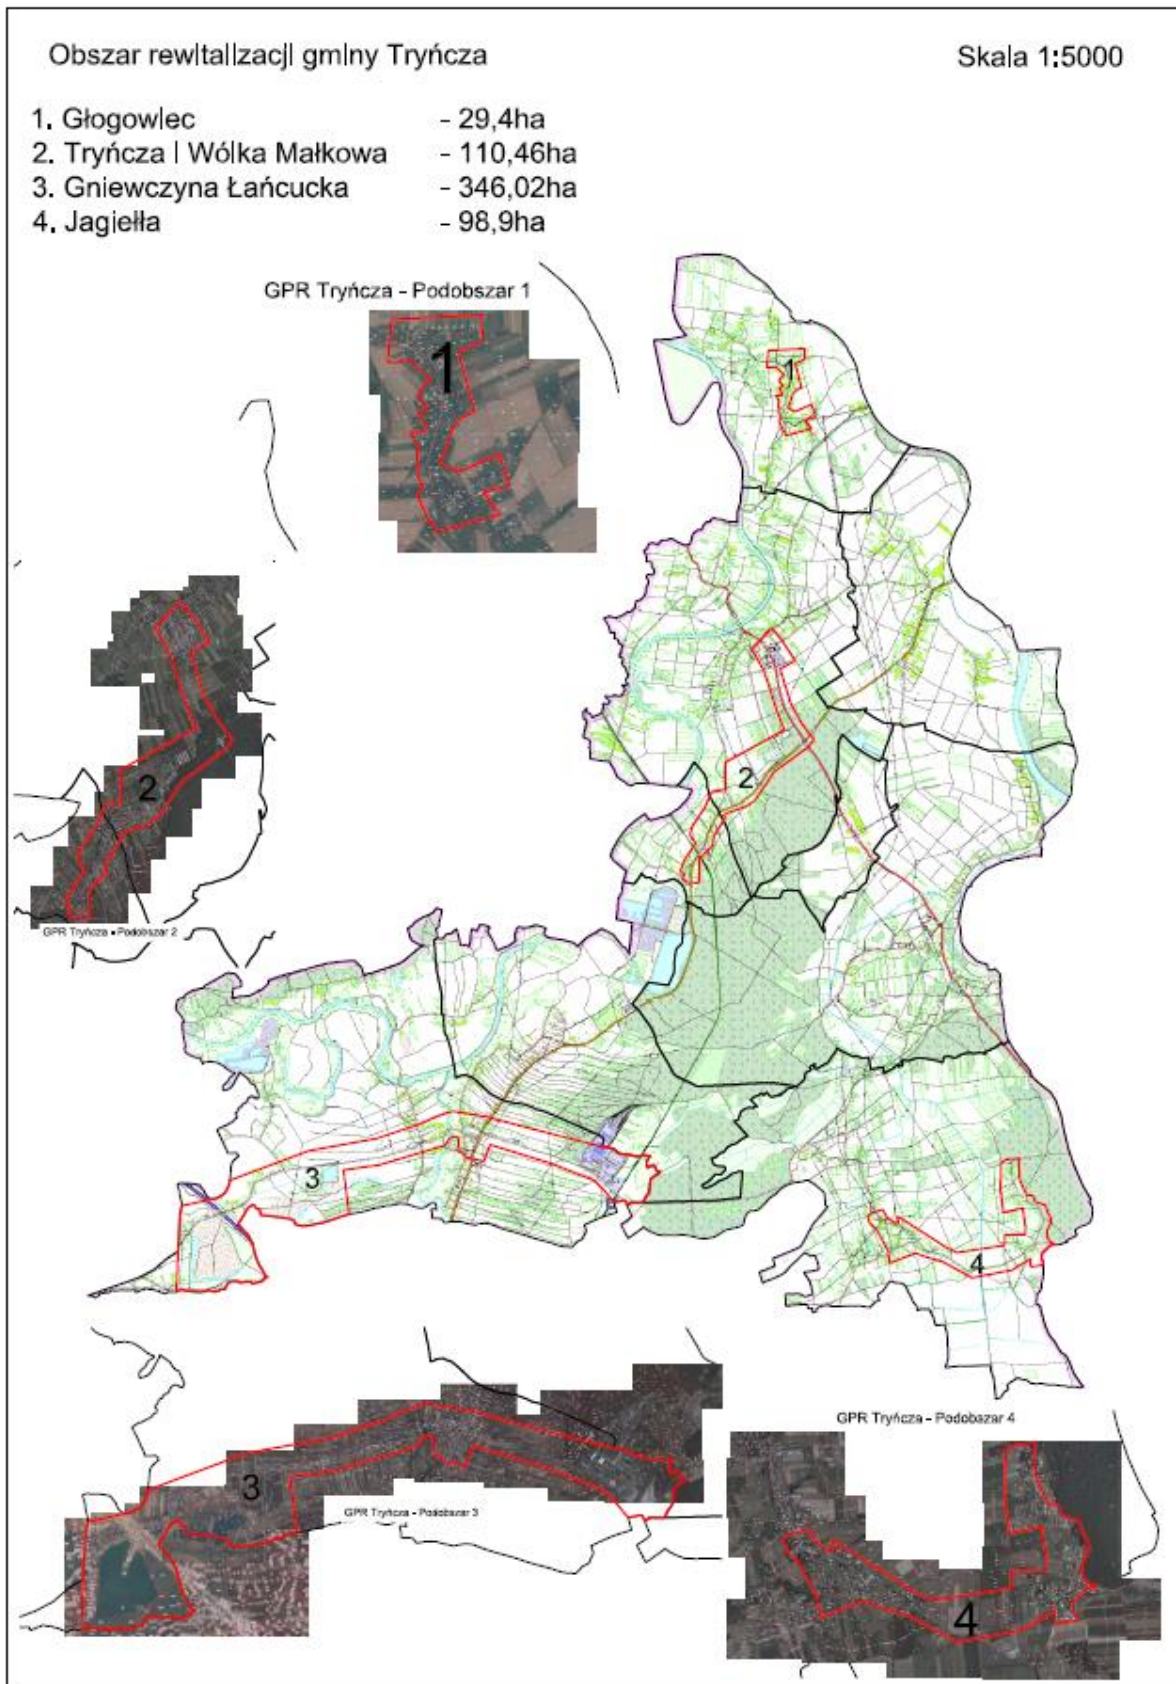 Obszar rewitalizacji gminy Tryńcza
Skala 1:5000
1. Głogowiec - 29,4ha
2. Tryńcza i Wólka Małkowa - 110,46ha
3. Gniewczyna Łańcucka - 346,02ha
4. Jagiełła - 98,9ha
GPR Tryńcza - Podobszar 1
1
1
2
2
GPR Tryńcza - Podobszar 2
3
4
GPR Tryńcza - Podobazar 4
3
GPR Tryńcza - Podobazar 3
4